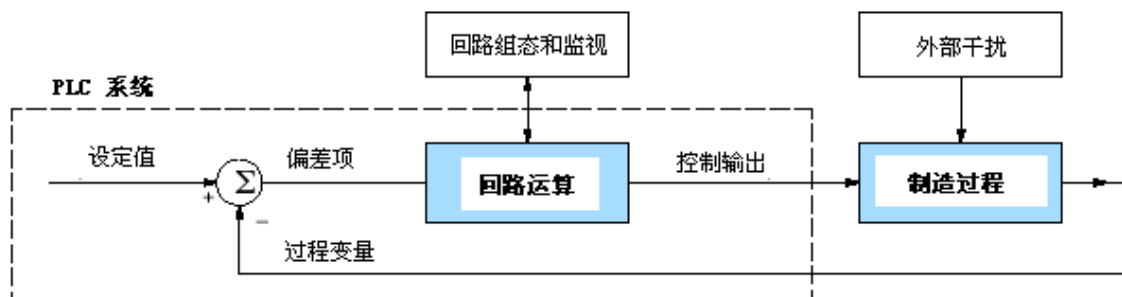 回路组态和监视
外部干扰
PLC 系统
设定值
偏差项
回路运算
控制输出
制造过程
+
Σ
−
过程变量